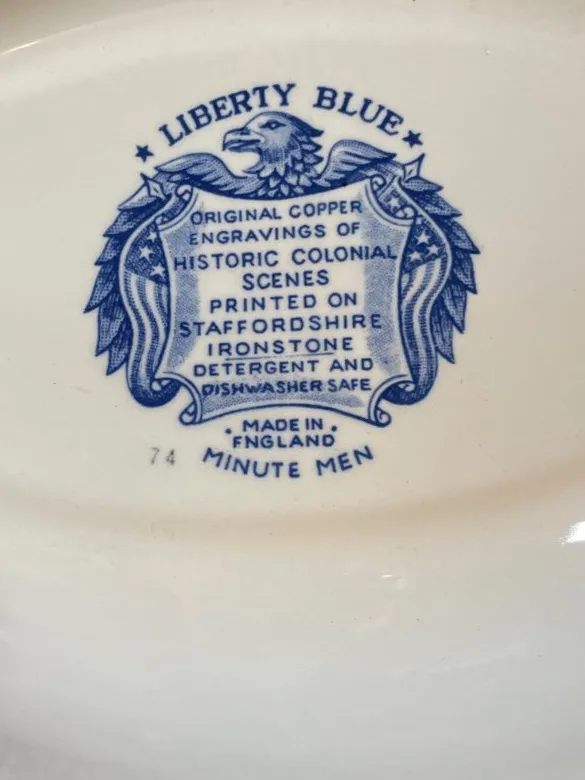 LIBERTY BLUE
ORIGINAL COPPER
ENGRAVINGS OF
HISTORIC COLONIAL
SCENES
PRINTED ON
STAFFORDSHIRE
IRONSTONE
DETERGENT AND
DISHWASHER SAFE
• MADE IN •
ENGLAND
74
MINUTE MEN